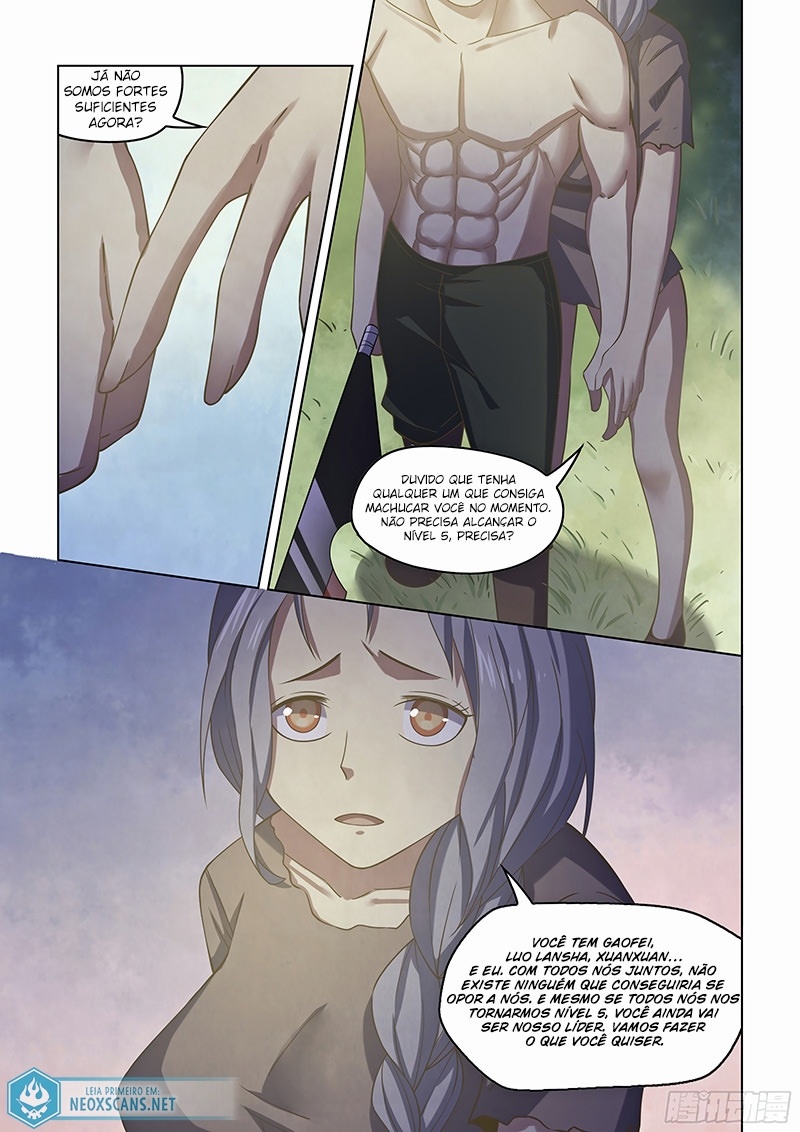 JÁ NÃO
SOMOS FORTES
SUFICIENTES
AGORA?
DUVIDO QUE TENHA
QUALQUER UM QUE CONSIGA
MACHUCAR VOCÊ NO MOMENTO.
NÃO PRECISA ALCANÇAR O
NÍVEL 5, PRECISA?
VOCÊ TEM GAOFEI,
LUO LANSHA, XUANXUAN...
E EU. COM TODOS NÓS JUNTOS, NÃO
EXISTE NINGUÉM QUE CONSEGUIRIA SE
OPOR A NÓS. E MESMO SE TODOS NÓS NOS
TORNARMOS NÍVEL 5, VOCÊ AINDA VAI
SER NOSSO LÍDER. VAMOS FAZER
O QUE VOCÊ QUISER.
LEIA PRIMEIRO EM:
NEOXSCANS.NET
腾讯动漫